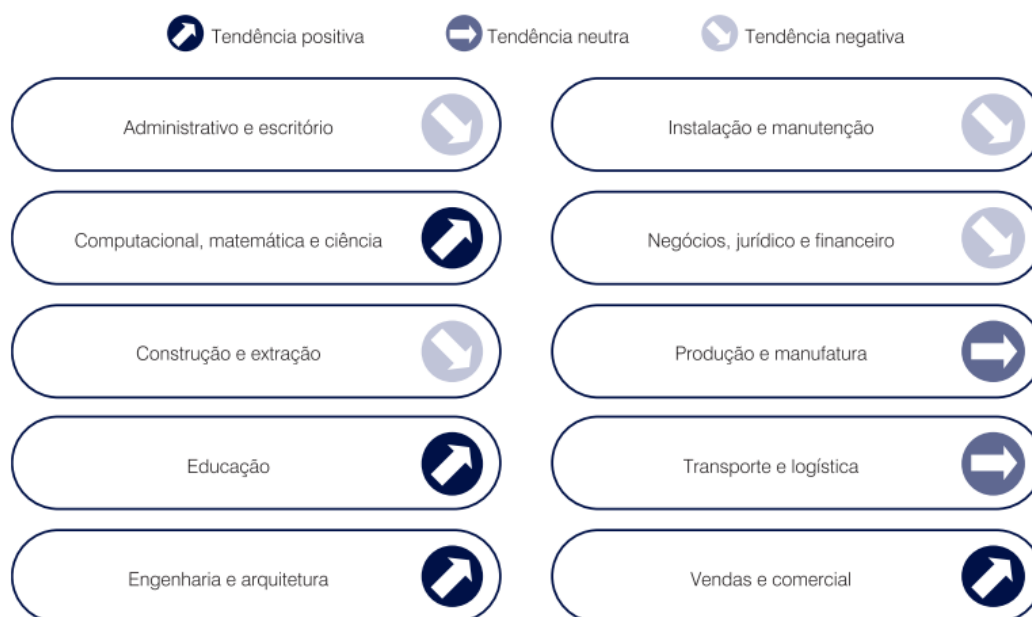 Tendência positiva
Tendência neutra
Tendência negativa
Administrativo e escritório
Instalação e manutenção
Computacional, matemática e ciência
Negócios, jurídico e financeiro
Construção e extração
Produção e manufatura
Educação
Transporte e logística
Engenharia e arquitetura
Vendas e comercial